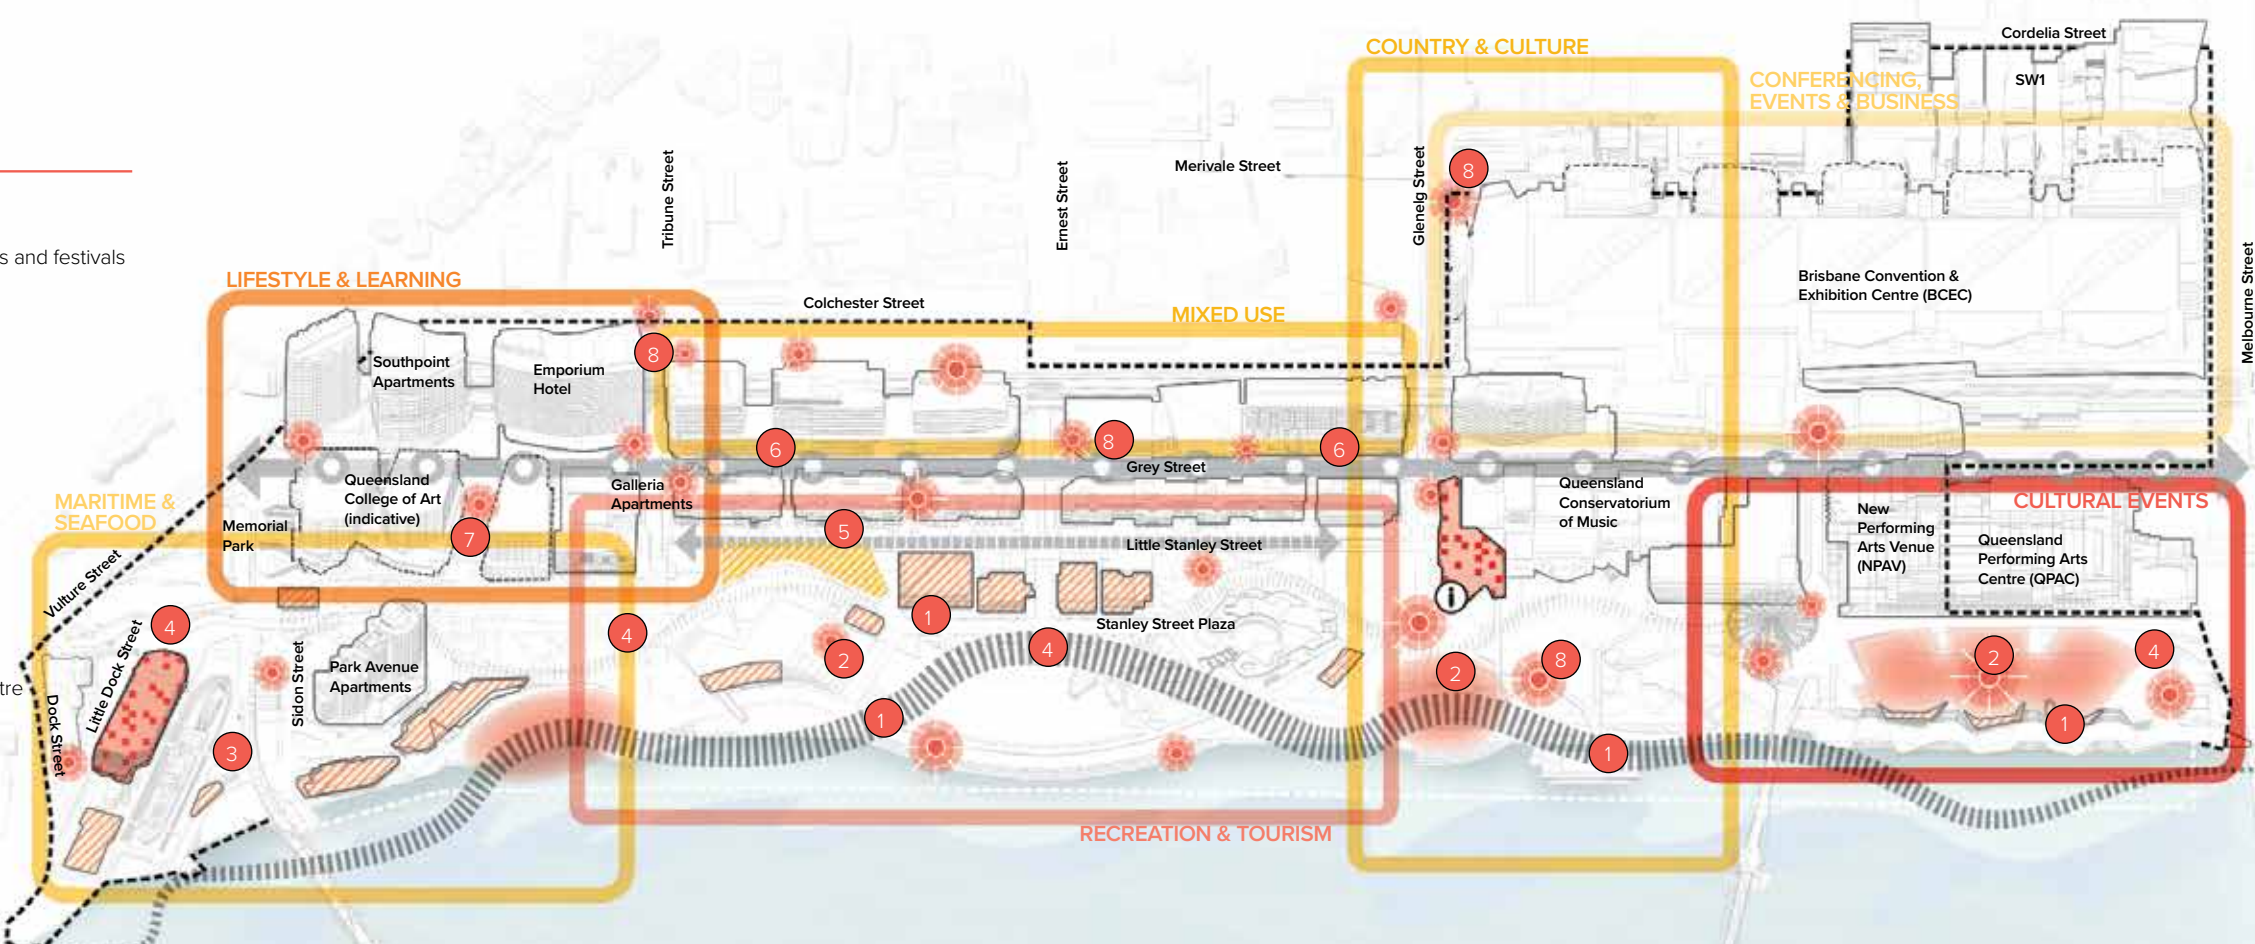 s and festivals
tre
COUNTRY & CULTURE
Cordelia Street
SW1
CONFERENCING,
EVENTS & BUSINESS
Tribune Street
Ernest Street
Merivale Street
Glenelg Street
8
Melbourne Street
Brisbane Convention &
Exhibition Centre (BCEC)
LIFESTYLE & LEARNING
Colchester Street
MIXED USE
8
Southpoint
Apartments
Emporium
Hotel
6
8
6
Grey Street
Queensland
College of Art
(indicative)
Galleria
Apartments
Queensland
Conservatorium
of Music
CULTURAL EVENTS
MARITIME &
SEAFOOD
Memorial
Park
7
5
Little Stanley Street
New
Performing
Arts Venue
(NPAV)
Queensland
Performing Arts
Centre (QPAC)
Vulture Street
i
4
4
1
Stanley Street Plaza
2
4
2
8
2
4
Little Dock Street
Dock Street
Sidon Street
Park Avenue
Apartments
3
1
1
1
RECREATION & TOURISM